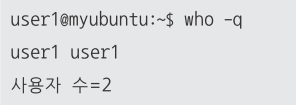 user1@myubuntu:~$ who -q
user1 user1
사용자 수=2